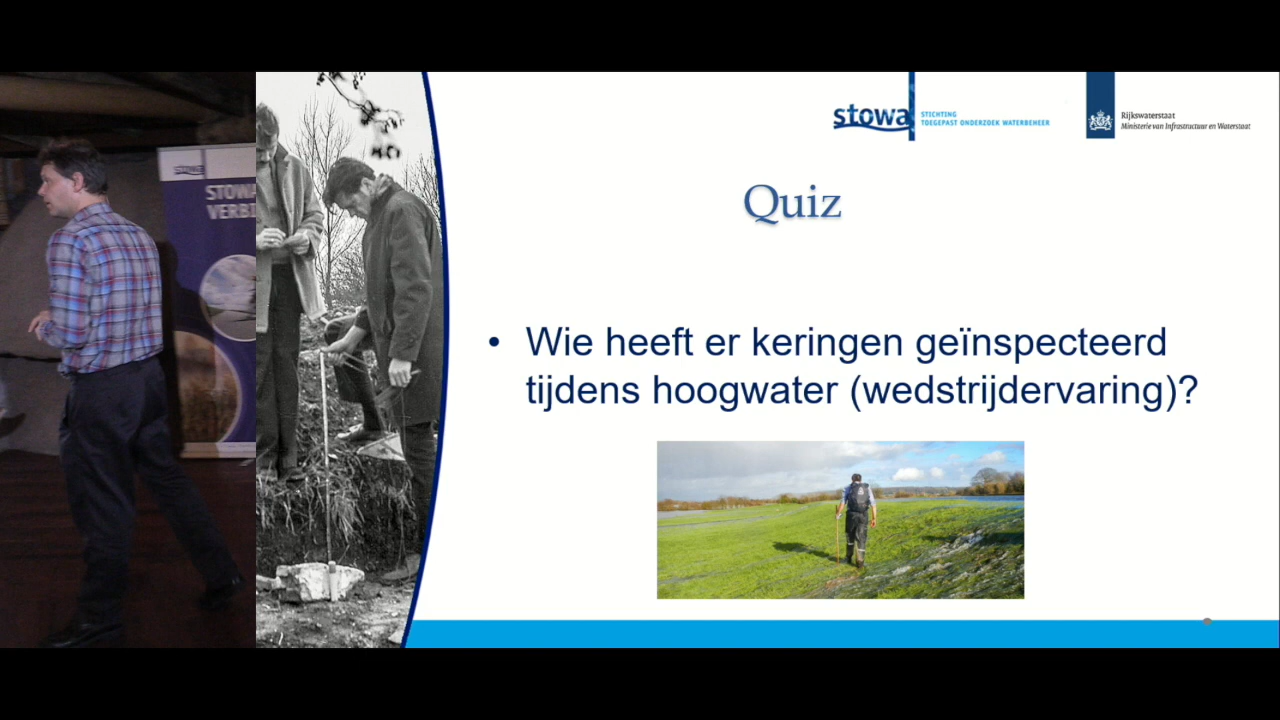 stowa
STICHTING
TOEGEPAST ONDERZOEK WATERBEHEER
Rijkswaterstaat
Ministerie van Infrastructuur en Waterstaat
STOWA
Quiz
• Wie heeft er keringen geïnspecteerd
tijdens hoogwater (wedstrijdervaring)?